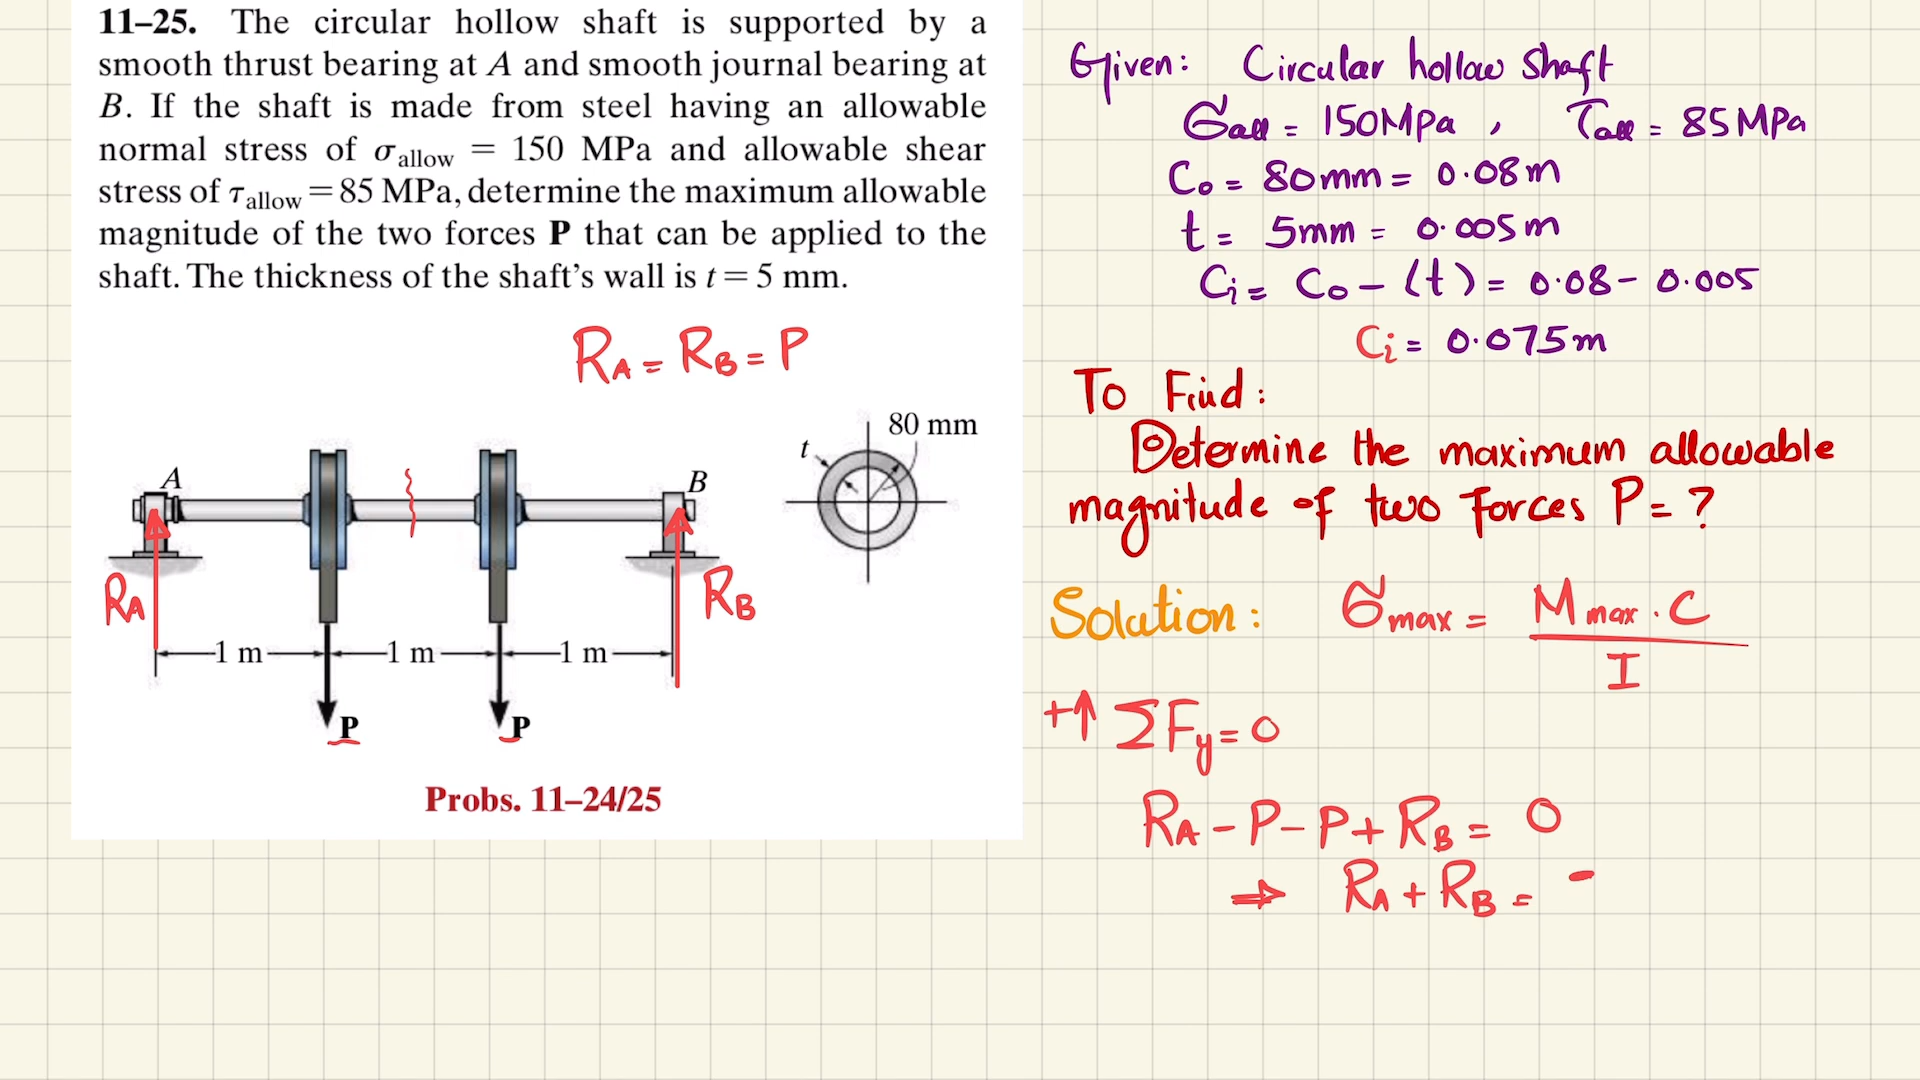 11–25. The circular hollow shaft is supported by a
smooth thrust bearing at A and smooth journal bearing at
B. If the shaft is made from steel having an allowable
normal stress of σallow = 150 MPa and allowable shear
stress of τallow = 85 MPa, determine the maximum allowable
magnitude of the two forces P that can be applied to the
shaft. The thickness of the shaft's wall is t = 5 mm.
RA = RB = P
80 mm
t
A
B
RA
RB
1 m
1 m
1 m
P
P
Probs. 11–24/25
Given: Circular hollow shaft
σall = 150MPa , τall = 85MPa
Co = 80mm = 0.08m
t = 5mm = 0.005m
Ci = Co – (t) = 0.08 – 0.005
Ci = 0.075m
To Find:
Determine the maximum allowable
magnitude of two forces P = ?
Solution: σmax = Mmax . C / I
+↑ ΣFy = 0
RA – P – P + RB = 0
⇒ RA + RB =